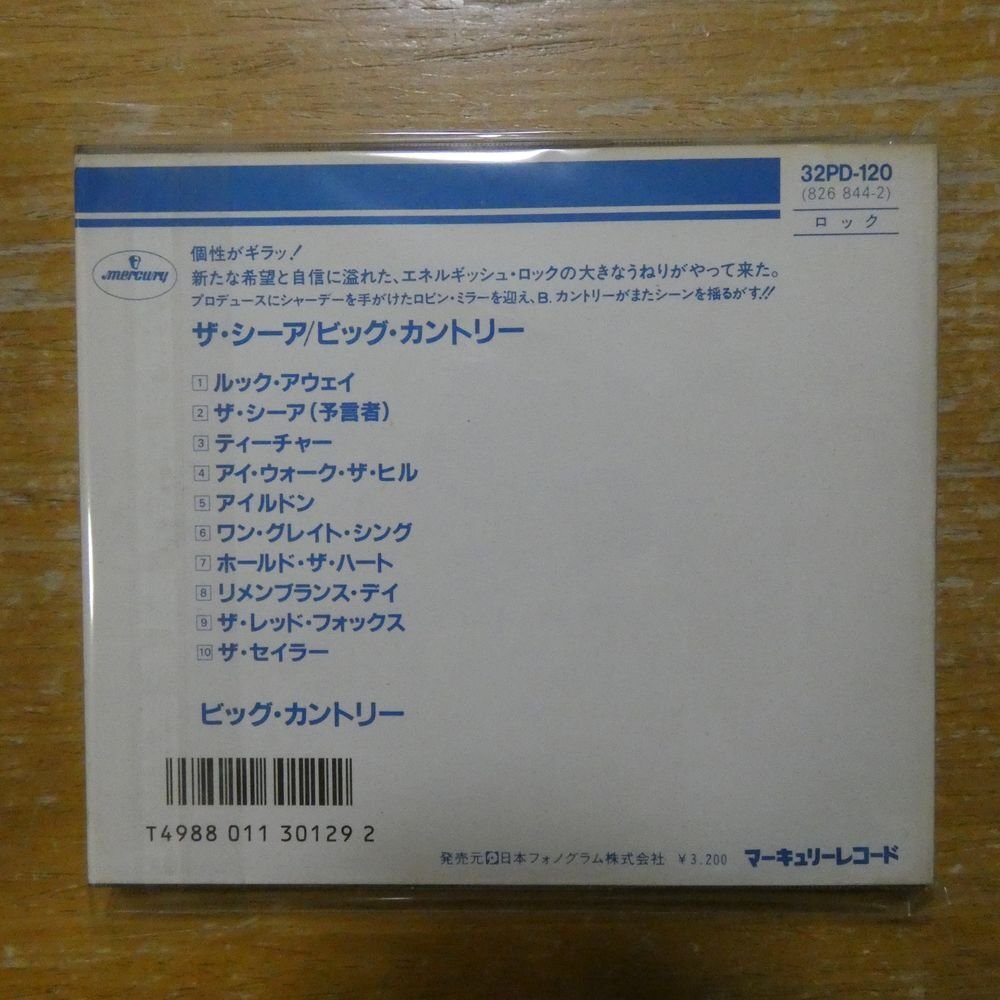 32PD-120
(826 844-2)
ロック
mercury
個性がギラッ!
新たな希望と自信に溢れた、エネルギッシュ・ロックの大きなうねりがやって来た。
プロデュースにシャーデーを手がけたロビン・ミラーを迎え、B. カントリーがまたシーンを揺るがす!!
ザ・シーア/ビッグ・カントリー
1 ルック・アウェイ
2 ザ・シーア(予言者)
3 ティーチャー
4 アイ・ウォーク・ザ・ヒル
5 アイルドン
6 ワン・グレイト・シング
7 ホールド・ザ・ハート
8 リメンブランス・デイ
9 ザ・レッド・フォックス
10 ザ・セイラー
ビッグ・カントリー
T4988 011 30129 2
発売元 日本フォノグラム株式会社 ¥3,200 マーキュリーレコード